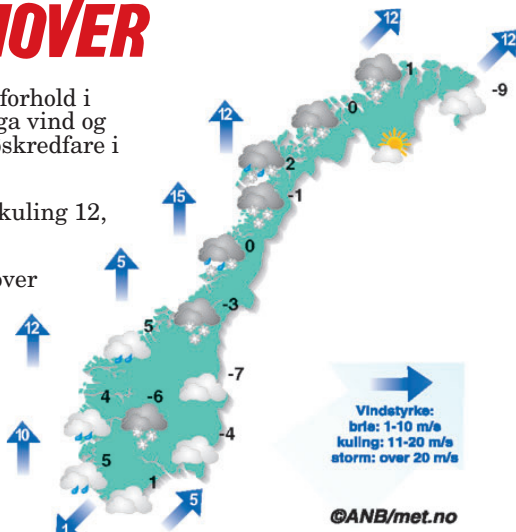 OVER
forhold i
ga vind og
skredfare i
kuling 12,
over
12
12
1
-9
0
12
2
-1
15
0
5
-3
5
12
-7
4
-6
10
-4
5
1
5
1
Vindstyrke:
bris: 1-10 m/s
kuling: 11-20 m/s
storm: over 20 m/s
©ANB/met.no